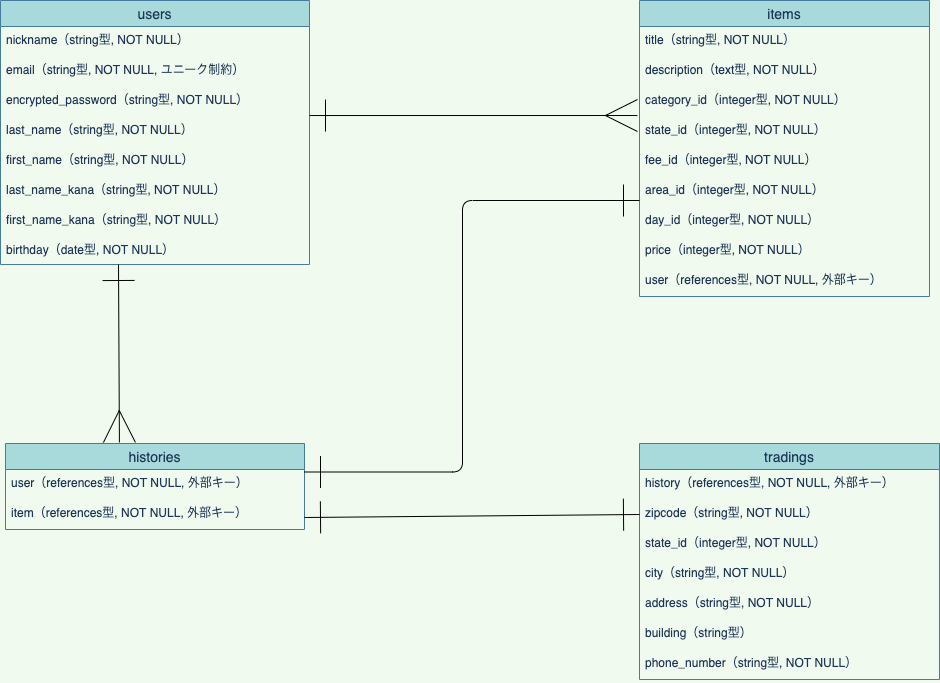 users
nickname（string型, NOT NULL）
email（string型, NOT NULL, ユニーク制約）
encrypted_password（string型, NOT NULL）
last_name（string型, NOT NULL）
first_name（string型, NOT NULL）
last_name_kana（string型, NOT NULL）
first_name_kana（string型, NOT NULL）
birthday（date型, NOT NULL）
items
title（string型, NOT NULL）
description（text型, NOT NULL）
category_id（integer型, NOT NULL）
state_id（integer型, NOT NULL）
fee_id（integer型, NOT NULL）
area_id（integer型, NOT NULL）
day_id（integer型, NOT NULL）
price（integer型, NOT NULL）
user（references型, NOT NULL, 外部キー）
histories
user（references型, NOT NULL, 外部キー）
item（references型, NOT NULL, 外部キー）
tradings
history（references型, NOT NULL, 外部キー）
zipcode（string型, NOT NULL）
state_id（integer型, NOT NULL）
city（string型, NOT NULL）
address（string型, NOT NULL）
building（string型）
phone_number（string型, NOT NULL）